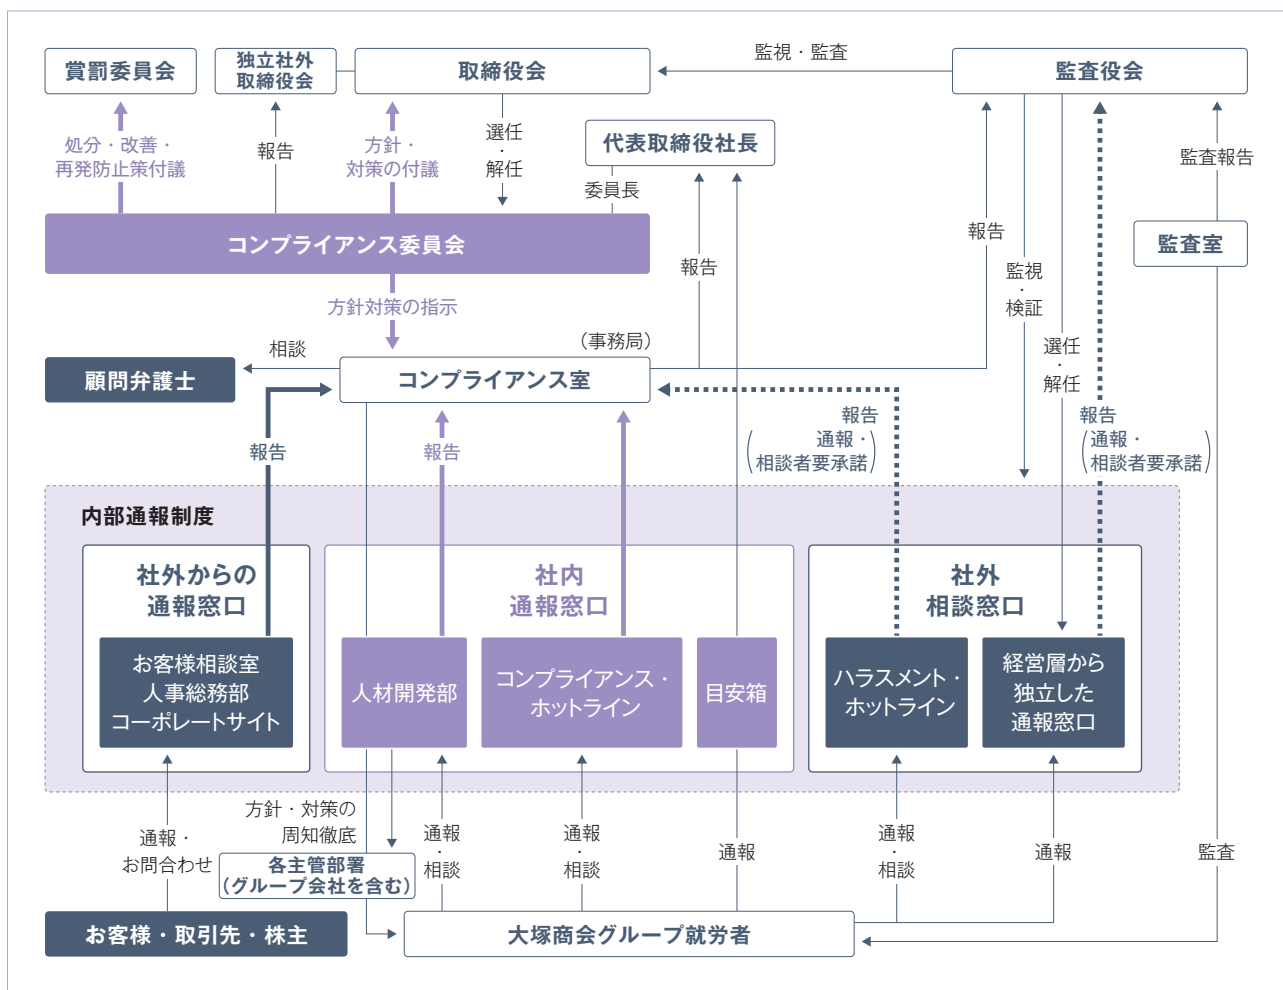 賞罰委員会
独立社外
取締役会
取締役会
監視・監査
監査役会
処分・改善・
再発防止策付議
報告
方針・
対策の付議
選任
・
解任
代表取締役社長
委員長
監査報告
コンプライアンス委員会
報告
報告
監視
・
検証
監査室
方針対策の指示
(事務局)
相談
顧問弁護士
コンプライアンス室
選任
・
解任
報告
報告
報告
(通報・
相談者要承諾)
報告
(通報・
相談者要承諾)
内部通報制度
社外からの
通報窓口
お客様相談室
人事総務部
コーポレートサイト
社内
通報窓口
人材開発部
コンプライアンス・
ホットライン
目安箱
社外
相談窓口
ハラスメント・
ホットライン
経営層から
独立した
通報窓口
通報・
お問合わせ
方針・対策の
周知徹底
各主管部署
(グループ会社を含む)
通報
・
相談
通報
・
相談
通報
通報
・
相談
通報
監査
お客様・取引先・株主
大塚商会グループ就労者